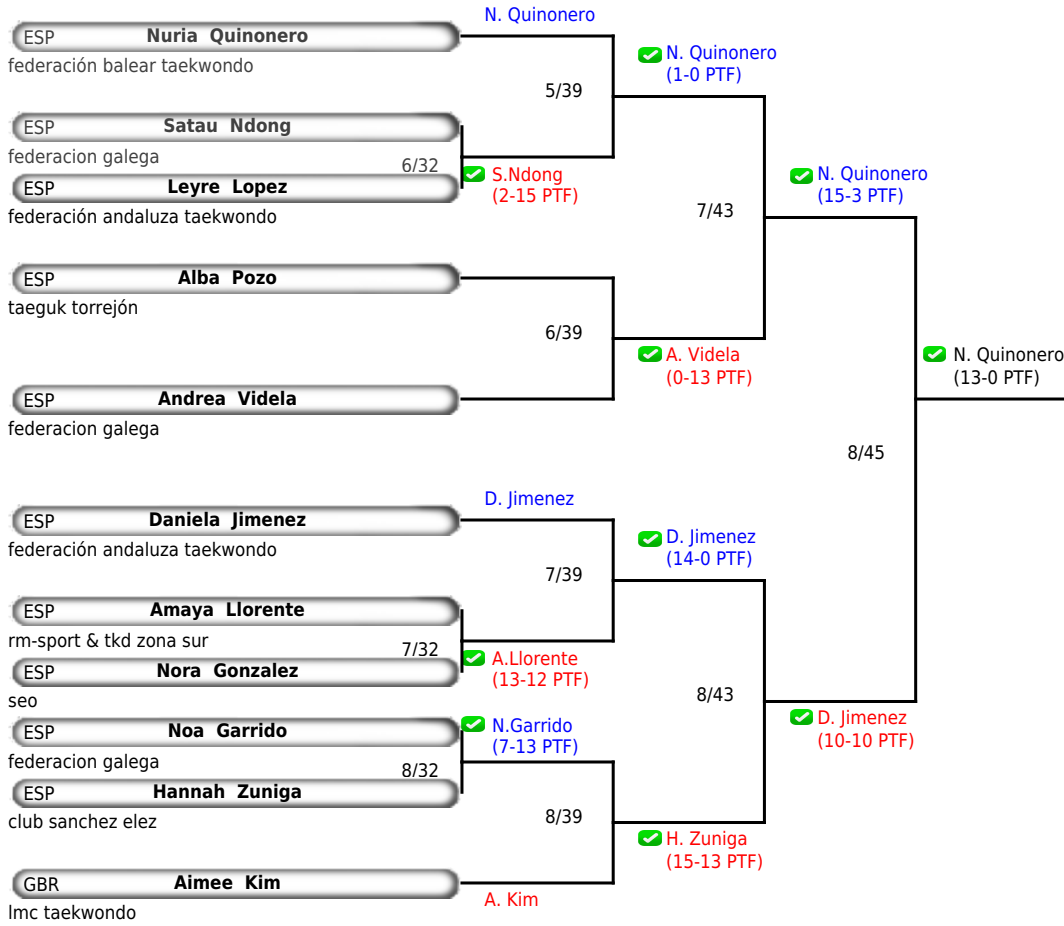 N. Quinonero
ESP Nuria Quinonero
federación balear taekwondo
N. Quinonero
(1-0 PTF)
5/39
ESP Satau Ndong
federacion galega
6/32
S.Ndong
(2-15 PTF)
ESP Leyre Lopez
federación andaluza taekwondo
N. Quinonero
(15-3 PTF)
7/43
ESP Alba Pozo
taeguk torrejón
6/39
A. Videla
(0-13 PTF)
N. Quinonero
(13-0 PTF)
ESP Andrea Videla
federacion galega
8/45
D. Jimenez
ESP Daniela Jimenez
federación andaluza taekwondo
D. Jimenez
(14-0 PTF)
7/39
ESP Amaya Llorente
rm-sport & tkd zona sur
7/32
A.Llorente
(13-12 PTF)
ESP Nora Gonzalez
seo
8/43
D. Jimenez
(10-10 PTF)
ESP Noa Garrido
federacion galega
N.Garrido
(7-13 PTF)
8/32
ESP Hannah Zuniga
club sanchez elez
8/39
H. Zuniga
(15-13 PTF)
GBR Aimee Kim
lmc taekwondo
A. Kim